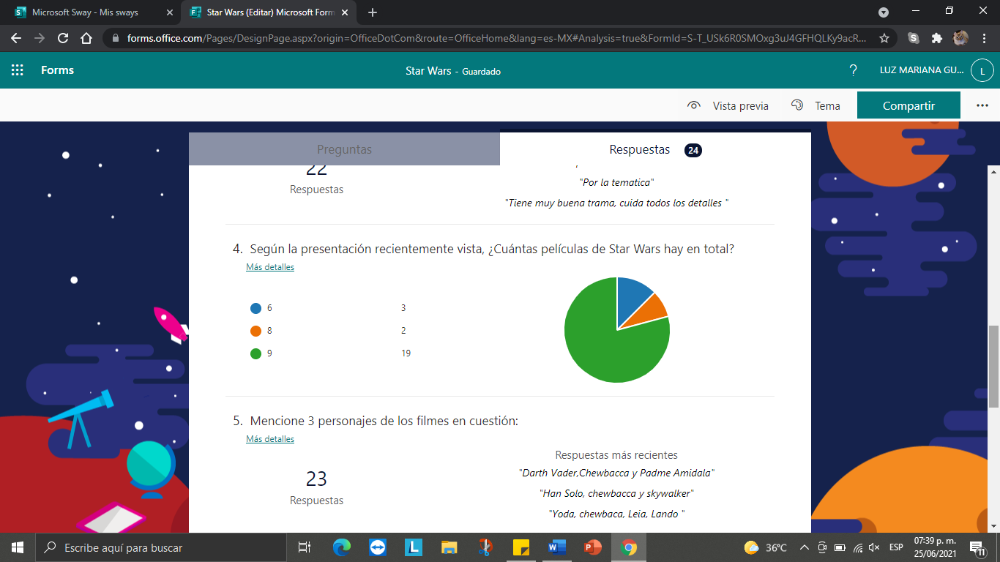 Microsoft Sway - Mis sways
Star Wars (Editar) Microsoft Form
forms.office.com/Pages/DesignPage.aspx?origin=OfficeDotCom&route=OfficeHome&lang=es-MX#Analysis=true&FormId=S-T_USk6R0SMOxg3uJ4GFHQLKy9acR...
Forms
Star Wars - Guardado
? LUZ MARIANA GU... L
Vista previa Tema Compartir
Preguntas Respuestas 24
22
Respuestas
"Por la tematica"
"Tiene muy buena trama, cuida todos los detalles "
4. Según la presentación recientemente vista, ¿Cuántas películas de Star Wars hay en total?
Más detalles
6 3
8 2
9 19
5. Mencione 3 personajes de los filmes en cuestión:
Más detalles
23
Respuestas
Respuestas más recientes
"Darth Vader,Chewbacca y Padme Amidala"
"Han Solo, chewbacca y skywalker"
"Yoda, chewbaca, Leia, Lando "
Escribe aquí para buscar
36°C
ESP
07:39 p. m.
25/06/2021
11